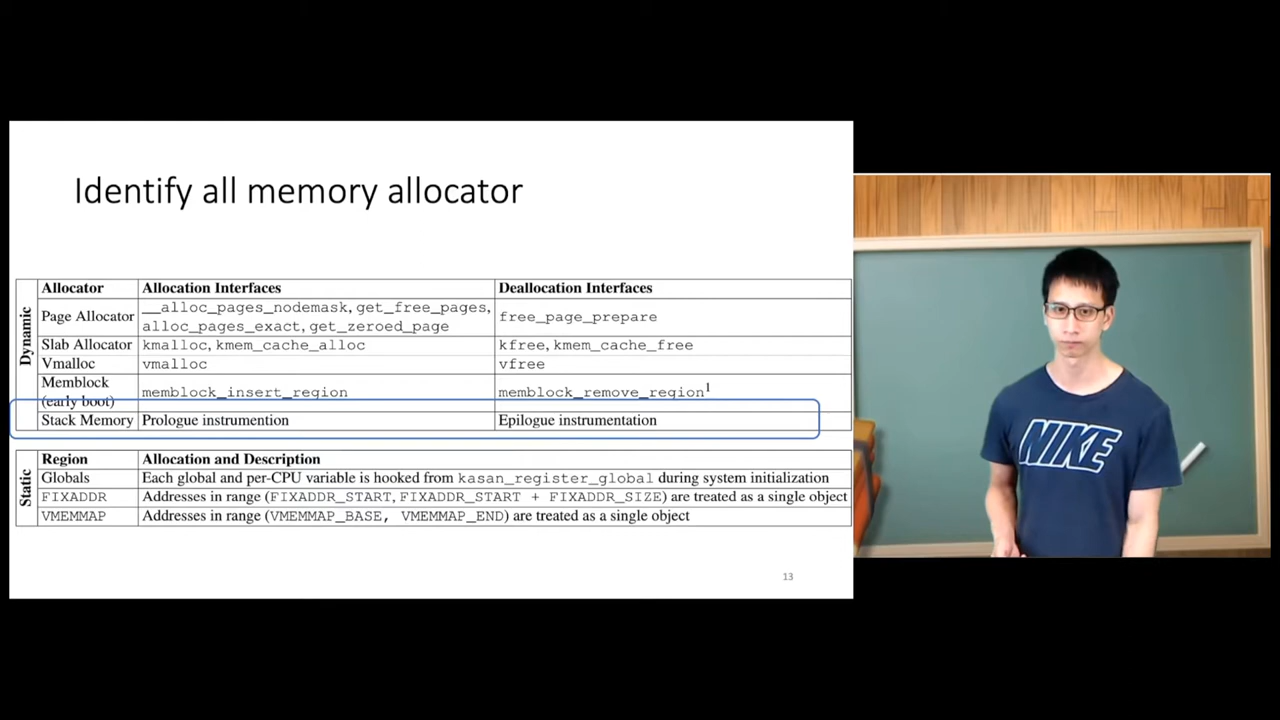 Identify all memory allocator
Dynamic
Allocator Allocation Interfaces Deallocation Interfaces
Page Allocator __alloc_pages_nodemask, get_free_pages, alloc_pages_exact, get_zeroed_page free_page_prepare
Slab Allocator kmalloc, kmem_cache_alloc kfree, kmem_cache_free
Vmalloc vmalloc vfree
Memblock (early boot) memblock_insert_region memblock_remove_region1
Stack Memory Prologue instrumention Epilogue instrumentation
Static
Region Allocation and Description
Globals Each global and per-CPU variable is hooked from kasan_register_global during system initialization
FIXADDR Addresses in range (FIXADDR_START, FIXADDR_START + FIXADDR_SIZE) are treated as a single object
VMEMMAP Addresses in range (VMEMMAP_BASE, VMEMMAP_END) are treated as a single object
13
NIKE